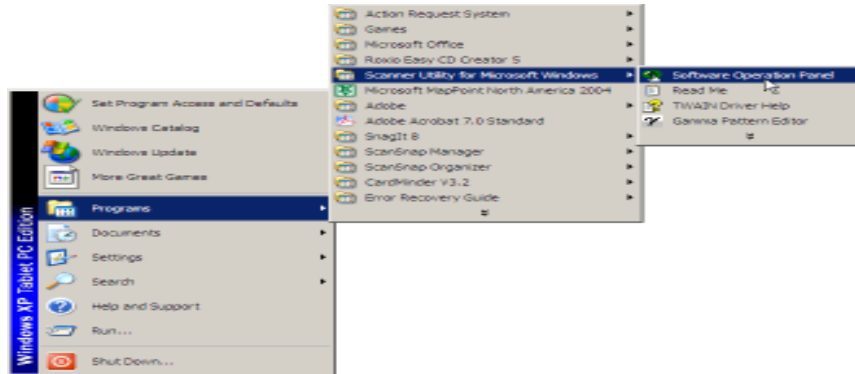 Set Program Access and Defaults
Windows Catalog
Windows Update
More Great Games
Programs
Documents
Settings
Search
Help and Support
Run...
Shut Down...
Windows XP Tablet PC Edition
Action Request System
Games
Microsoft Office
Roxio Easy CD Creator 5
Scanner Utility for Microsoft Windows
Microsoft MapPoint North America 2004
Adobe
Adobe Acrobat 7.0 Standard
SnagIt 8
ScanSnap Manager
ScanSnap Organizer
CardMinder V3.2
Error Recovery Guide
Software Operation Panel
Read Me
TWAIN Driver Help
Gamma Pattern Editor